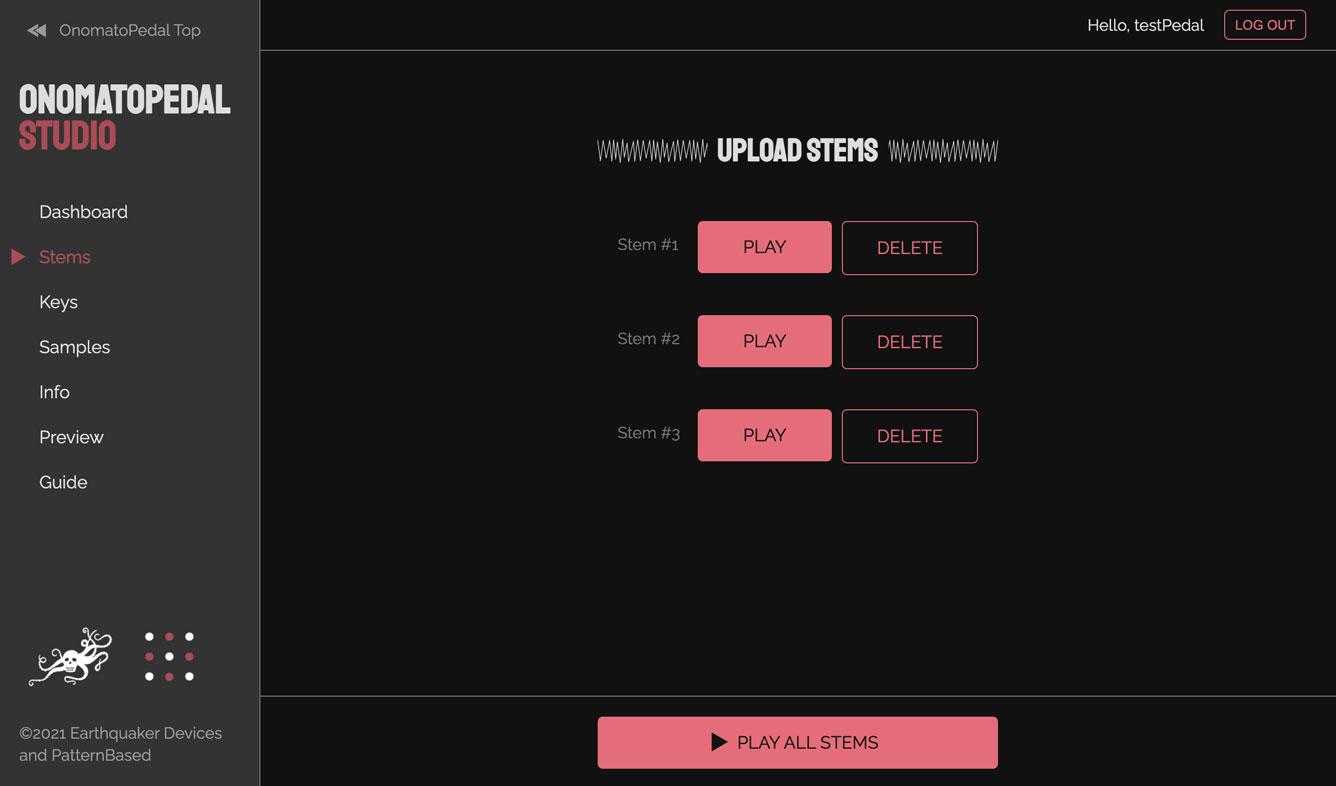 OnomatoPedal Top
ONOMATOPEDAL
STUDIO
Dashboard
Stems
Keys
Samples
Info
Preview
Guide
©2021 Earthquaker Devices
and PatternBased
Hello, testPedal
LOG OUT
UPLOAD STEMS
Stem #1 PLAY DELETE
Stem #2 PLAY DELETE
Stem #3 PLAY DELETE
PLAY ALL STEMS